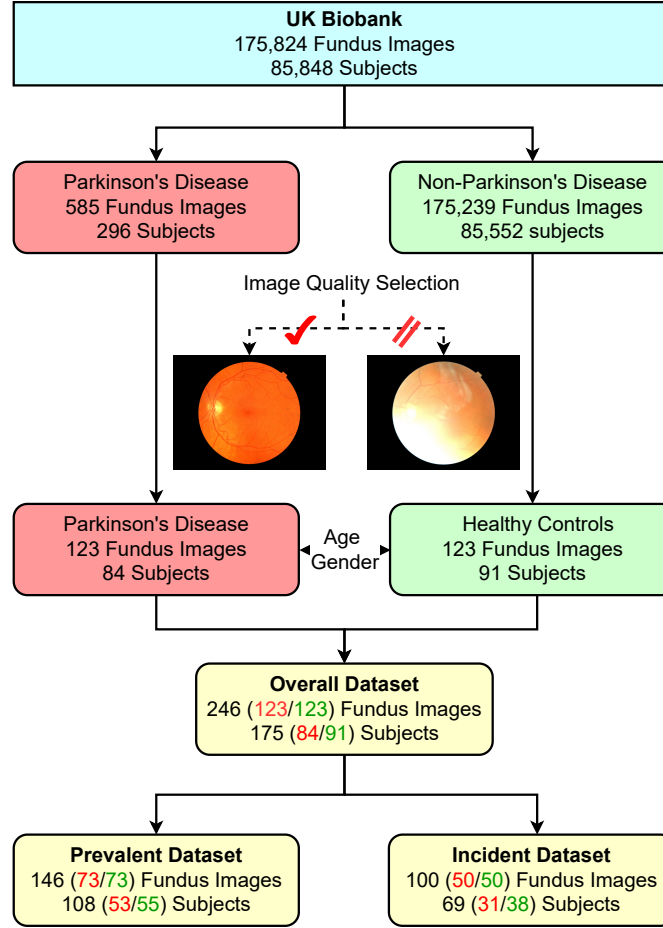 UK Biobank
175,824 Fundus Images
85,848 Subjects
Parkinson's Disease
585 Fundus Images
296 Subjects
Non-Parkinson's Disease
175,239 Fundus Images
85,552 subjects
Image Quality Selection
Parkinson's Disease
123 Fundus Images
84 Subjects
Age
Gender
Healthy Controls
123 Fundus Images
91 Subjects
Overall Dataset
246 (123/123) Fundus Images
175 (84/91) Subjects
Prevalent Dataset
146 (73/73) Fundus Images
108 (53/55) Subjects
Incident Dataset
100 (50/50) Fundus Images
69 (31/38) Subjects